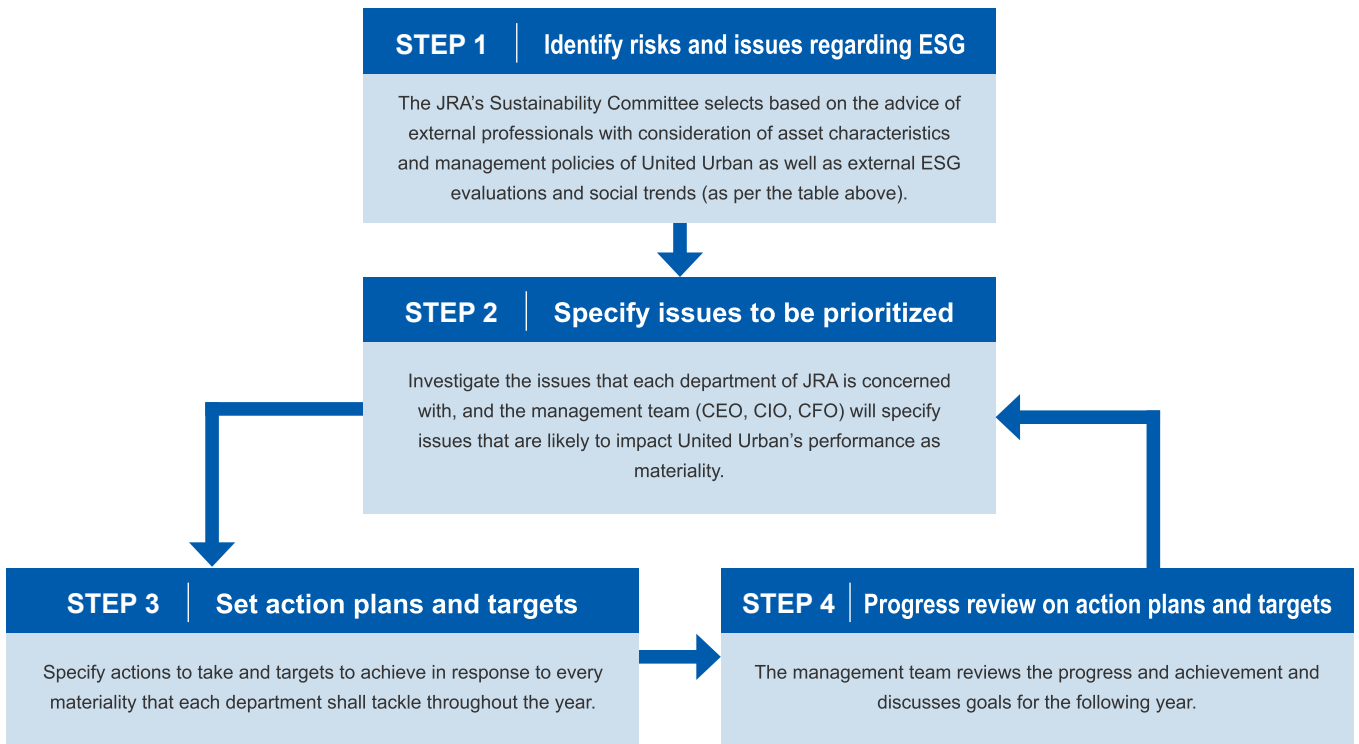 STEP 1 Identify risks and issues regarding ESG
The JRA’s Sustainability Committee selects based on the advice of
external professionals with consideration of asset characteristics
and management policies of United Urban as well as external ESG
evaluations and social trends (as per the table above).
STEP 2 Specify issues to be prioritized
Investigate the issues that each department of JRA is concerned
with, and the management team (CEO, CIO, CFO) will specify
issues that are likely to impact United Urban’s performance as
materiality.
STEP 3 Set action plans and targets
Specify actions to take and targets to achieve in response to every
materiality that each department shall tackle throughout the year.
STEP 4 Progress review on action plans and targets
The management team reviews the progress and achievement and
discusses goals for the following year.